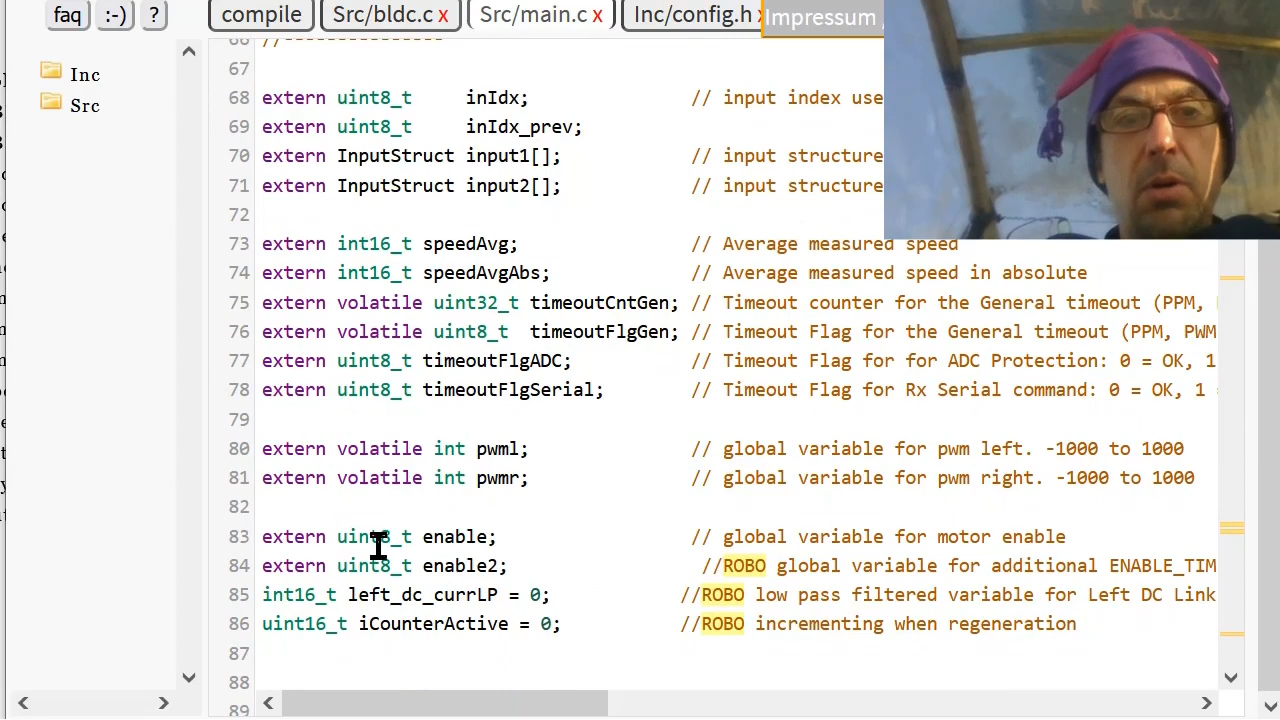 faq
:-)
?
compile
Src/bldc.c x
Src/main.c x
Inc/config.h x
Impressum
Inc
Src
66 //---------------
67
68 extern uint8_t     inIdx;               // input index use
69 extern uint8_t     inIdx_prev;
70 extern InputStruct input1[];            // input structure
71 extern InputStruct input2[];            // input structure
72
73 extern int16_t speedAvg;                // Average measured speed
74 extern int16_t speedAvgAbs;             // Average measured speed in absolute
75 extern volatile uint32_t timeoutCntGen; // Timeout counter for the General timeout (PPM,
76 extern volatile uint8_t  timeoutFlgGen; // Timeout Flag for the General timeout (PPM, PWM
77 extern uint8_t timeoutFlgADC;           // Timeout Flag for for ADC Protection: 0 = OK, 1
78 extern uint8_t timeoutFlgSerial;        // Timeout Flag for Rx Serial command: 0 = OK, 1
79
80 extern volatile int pwml;               // global variable for pwm left. -1000 to 1000
81 extern volatile int pwmr;               // global variable for pwm right. -1000 to 1000
82
83 extern uint8_t enable;                  // global variable for motor enable
84 extern uint8_t enable2;                  //ROBO global variable for additional ENABLE_TIM
85 int16_t left_dc_currLP = 0;            //ROBO low pass filtered variable for Left DC Link
86 uint16_t iCounterActive = 0;           //ROBO incrementing when regeneration
87
88
89